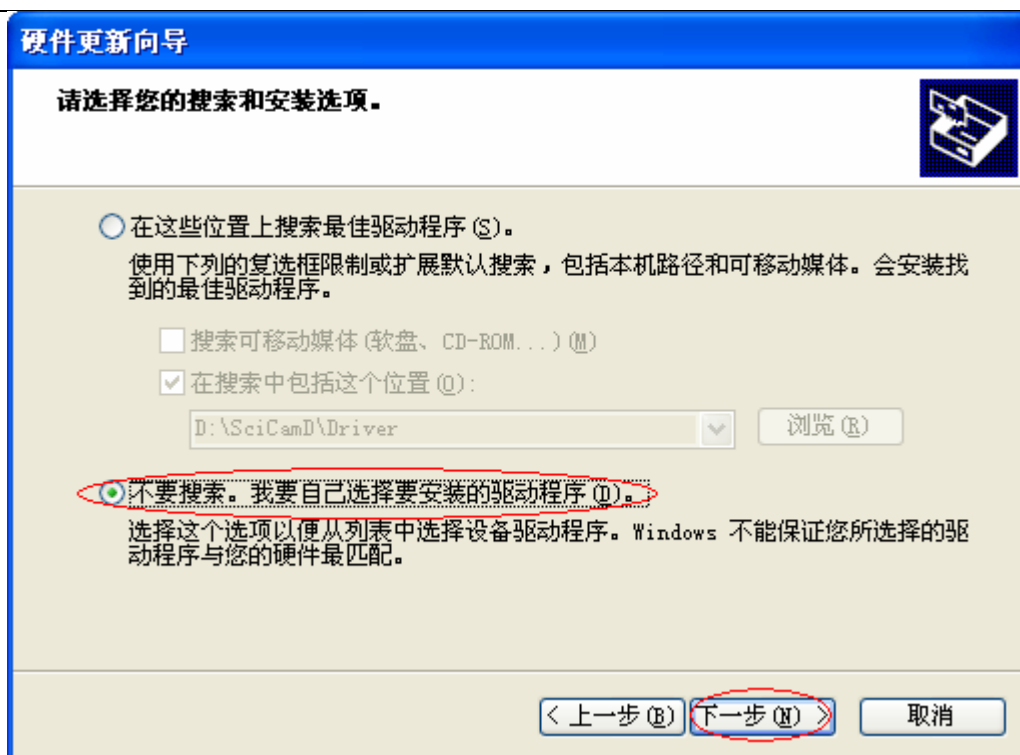 硬件更新向导
请选择您的搜索和安装选项。
在这些位置上搜索最佳驱动程序(S)。
使用下列的复选框限制或扩展默认搜索，包括本机路径和可移动媒体。会安装找
到的最佳驱动程序。
搜索可移动媒体(软盘、CD-ROM...)(M)
在搜索中包括这个位置(O):
D:\SciCamD\Driver
浏览(R)
不要搜索。我要自己选择要安装的驱动程序(D)。
选择这个选项以便从列表中选择设备驱动程序。Windows 不能保证您所选择的驱
动程序与您的硬件最匹配。
< 上一步(B) 下一步(N) > 取消